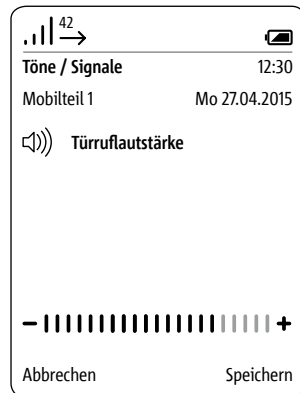 42
Töne / Signale 12:30
Mobilteil 1 Mo 27.04.2015
Türruflautstärke
– +
Abbrechen Speichern